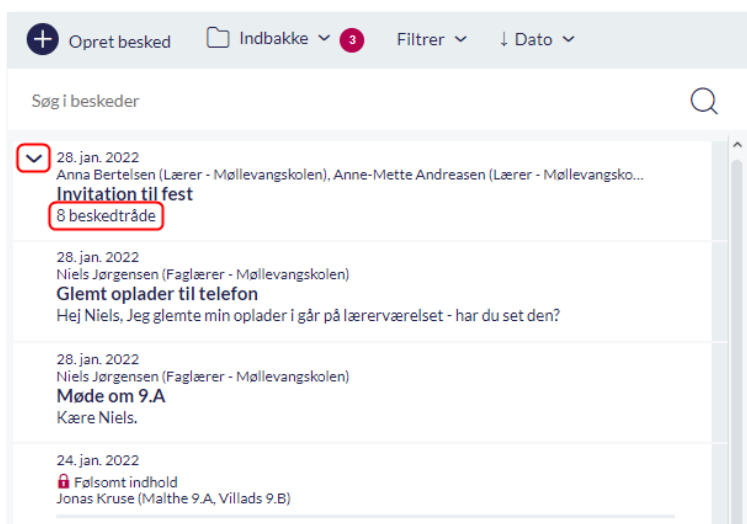 Opret besked Indbakke 3 Filtrer ↓ Dato
Søg i beskeder
28. jan. 2022
Anna Bertelsen (Lærer - Møllevangskolen), Anne-Mette Andreasen (Lærer - Møllevangsko...
Invitation til fest
8 beskedtråde
28. jan. 2022
Niels Jørgensen (Faglærer - Møllevangskolen)
Glemt oplader til telefon
Hej Niels, Jeg glemte min oplader i går på lærerværelset - har du set den?
28. jan. 2022
Niels Jørgensen (Faglærer - Møllevangskolen)
Møde om 9.A
Kære Niels.
24. jan. 2022
Følsomt indhold
Jonas Kruse (Malthe 9.A, Villads 9.B)